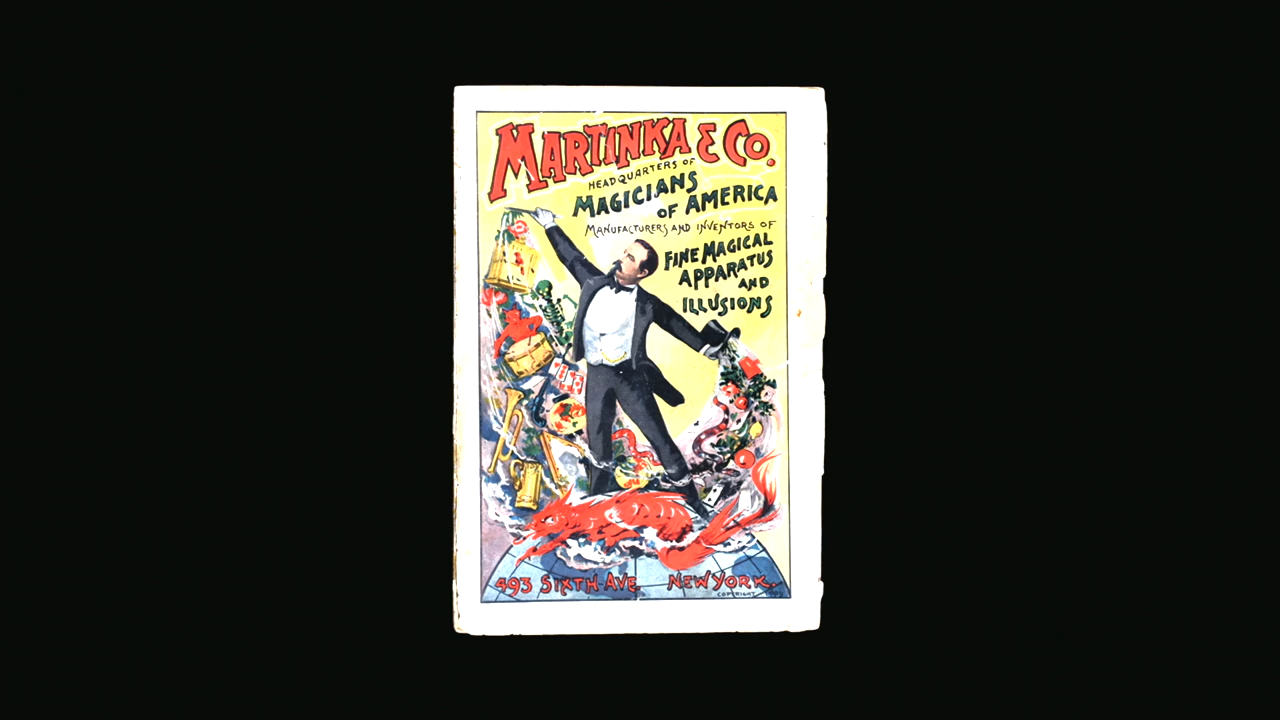 MARTINKA & CO.
HEADQUARTERS OF
MAGICIANS
OF AMERICA
MANUFACTURERS AND INVENTORS OF
FINE MAGICAL
APPARATUS
AND
ILLUSIONS
493 SIXTH AVE. NEW YORK.
COPYRIGHT